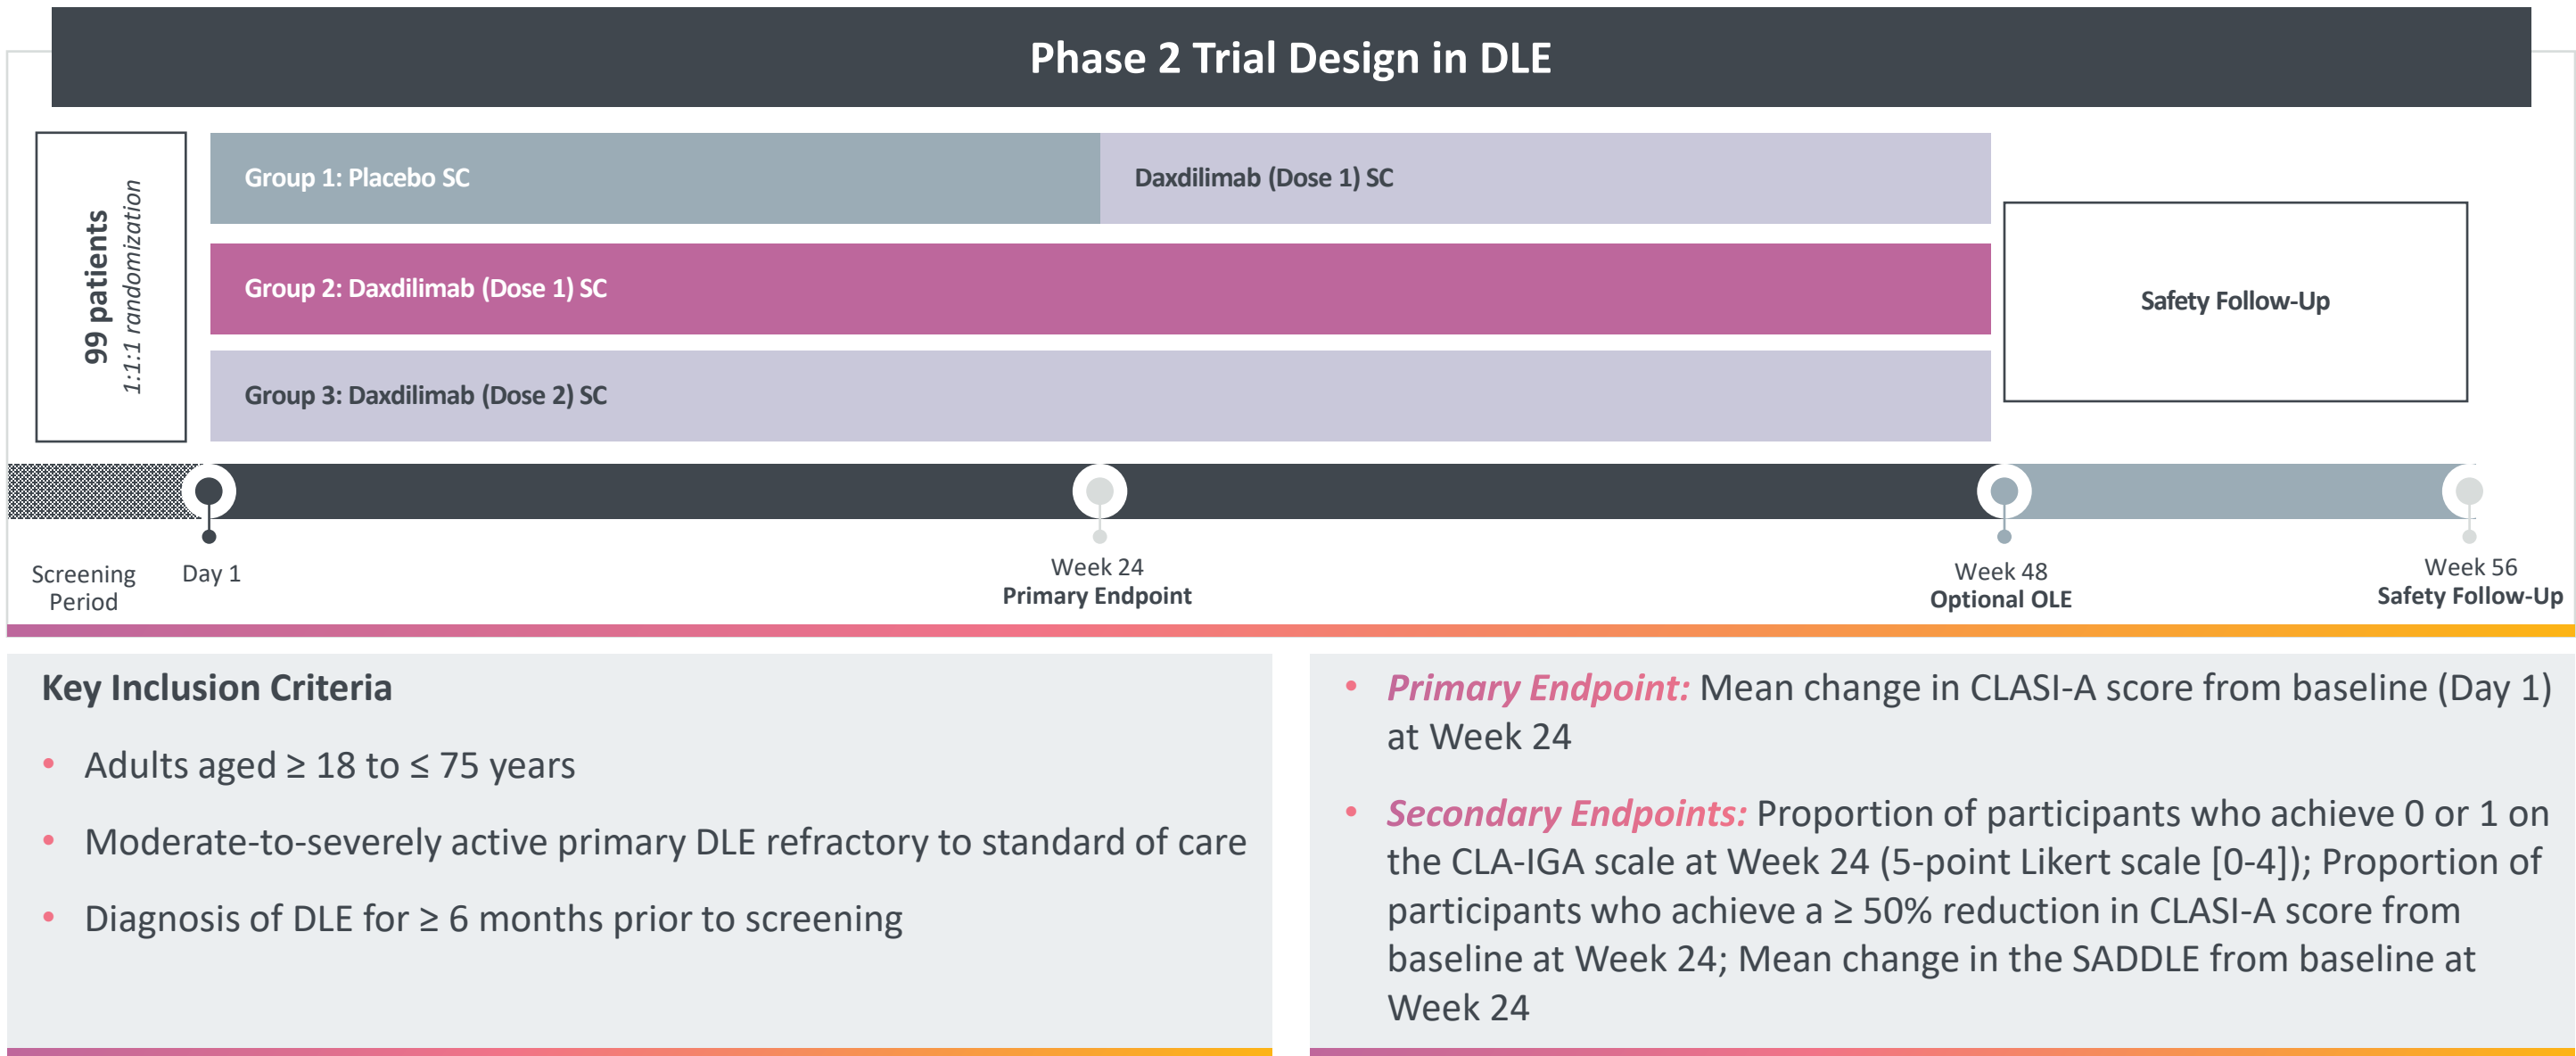 Phase 2 Trial Design in DLE
99 patients
1:1:1 randomization
Group 1: Placebo SC
Daxdilimab (Dose 1) SC
Group 2: Daxdilimab (Dose 1) SC
Group 3: Daxdilimab (Dose 2) SC
Safety Follow-Up
Screening
Period
Day 1
Week 24
Primary Endpoint
Week 48
Optional OLE
Week 56
Safety Follow-Up
Key Inclusion Criteria
• Adults aged ≥ 18 to ≤ 75 years
• Moderate-to-severely active primary DLE refractory to standard of care
• Diagnosis of DLE for ≥ 6 months prior to screening
• Primary Endpoint: Mean change in CLASI-A score from baseline (Day 1)
at Week 24
• Secondary Endpoints: Proportion of participants who achieve 0 or 1 on
the CLA-IGA scale at Week 24 (5-point Likert scale [0-4]); Proportion of
participants who achieve a ≥ 50% reduction in CLASI-A score from
baseline at Week 24; Mean change in the SADDLE from baseline at
Week 24